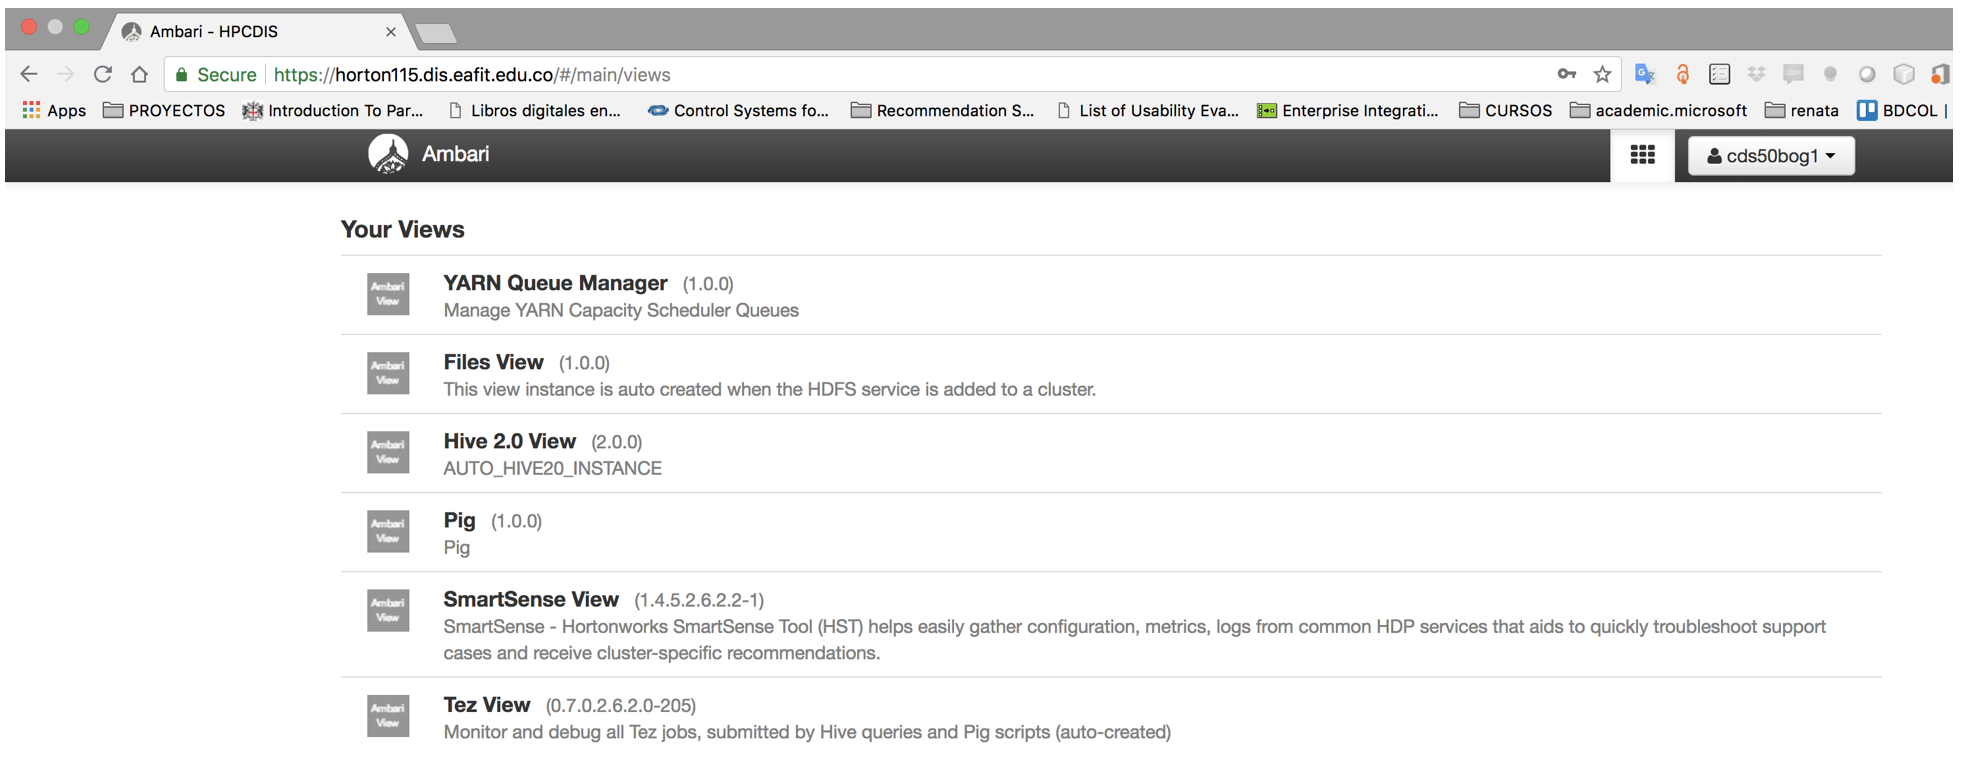 Ambari - HPCDIS
Secure https://horton115.dis.eafit.edu.co/#/main/views
Apps PROYECTOS Introduction To Par... Libros digitales en... Control Systems fo... Recommendation S... List of Usability Eva... Enterprise Integrati... CURSOS academic.microsoft renata BDCOL |
Ambari cds50bog1
Your Views
Ambari
View
YARN Queue Manager (1.0.0)
Manage YARN Capacity Scheduler Queues
Ambari
View
Files View (1.0.0)
This view instance is auto created when the HDFS service is added to a cluster.
Ambari
View
Hive 2.0 View (2.0.0)
AUTO_HIVE20_INSTANCE
Ambari
View
Pig (1.0.0)
Pig
Ambari
View
SmartSense View (1.4.5.2.6.2.2-1)
SmartSense - Hortonworks SmartSense Tool (HST) helps easily gather configuration, metrics, logs from common HDP services that aids to quickly troubleshoot support
cases and receive cluster-specific recommendations.
Ambari
View
Tez View (0.7.0.2.6.2.0-205)
Monitor and debug all Tez jobs, submitted by Hive queries and Pig scripts (auto-created)